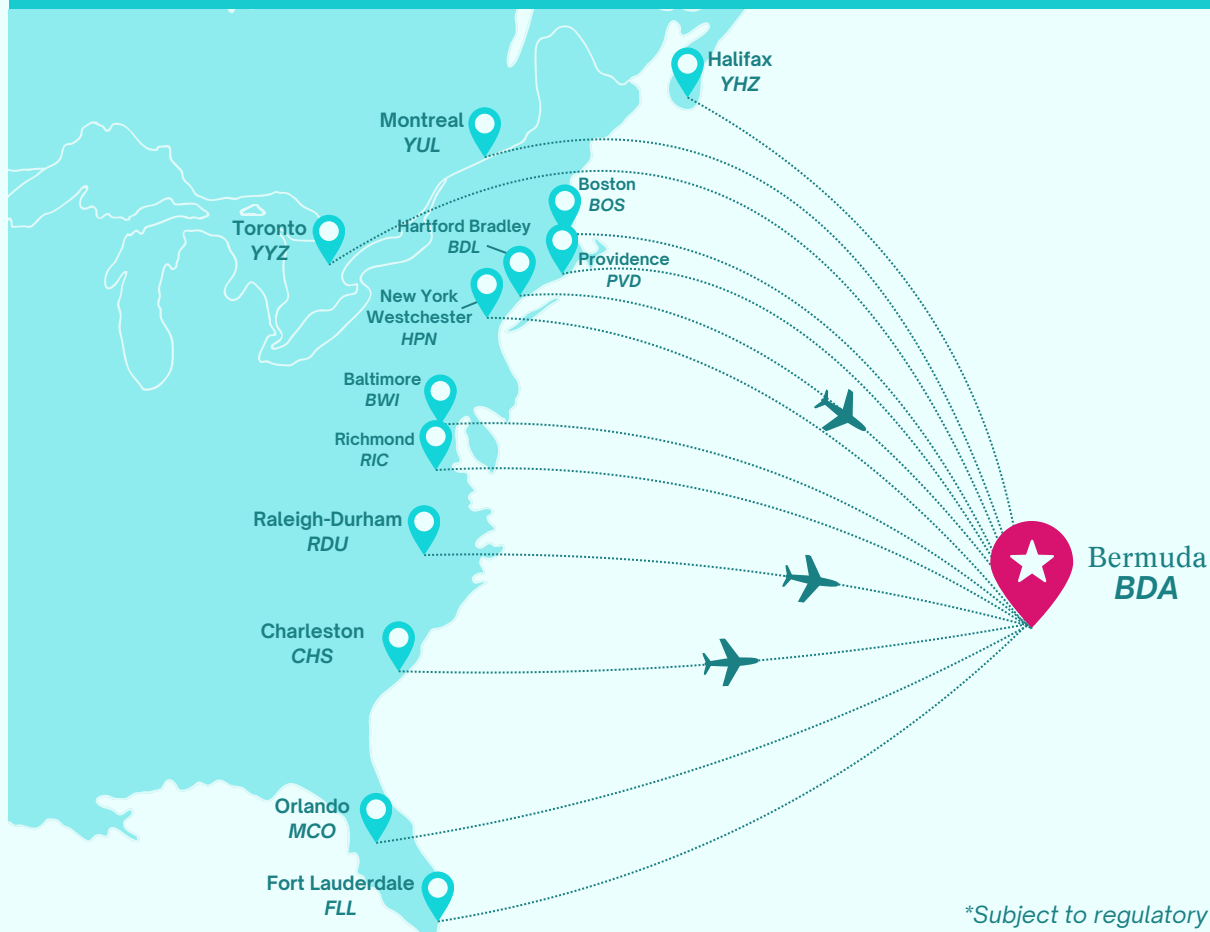 Halifax
YHZ
Montreal
YUL
Boston
BOS
Toronto
YYZ
Hartford Bradley
BDL
Providence
PVD
New York
Westchester
HPN
Baltimore
BWI
Richmond
RIC
Raleigh-Durham
RDU
Bermuda
BDA
Charleston
CHS
Orlando
MCO
Fort Lauderdale
FLL
*Subject to regulatory